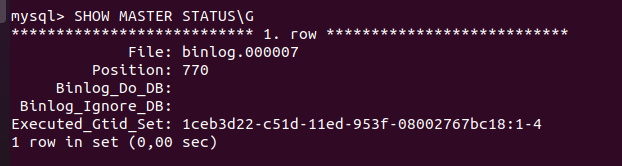 mysql> SHOW MASTER STATUS\G
*************************** 1. row ***************************
File: binlog.000007
Position: 770
Binlog_Do_DB:
Binlog_Ignore_DB:
Executed_Gtid_Set: 1ceb3d22-c51d-11ed-953f-08002767bc18:1-4
1 row in set (0,00 sec)